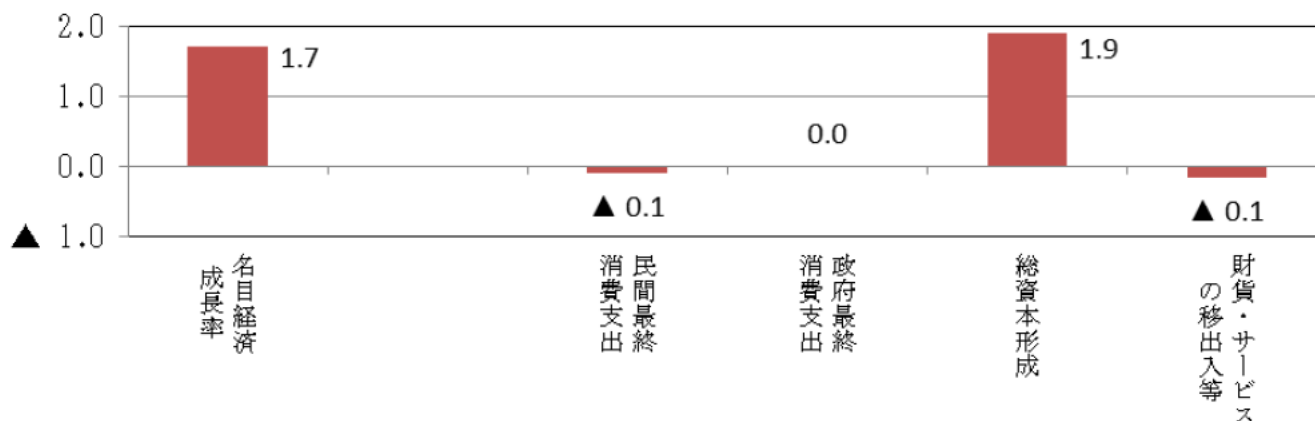 2.0
1.0
0.0
▲ 1.0
1.7
▲ 0.1
0.0
1.9
▲ 0.1
名目経済
成長率
民間最終
消費支出
政府最終
消費支出
総資本形成
財貨・サービス
の移出入等